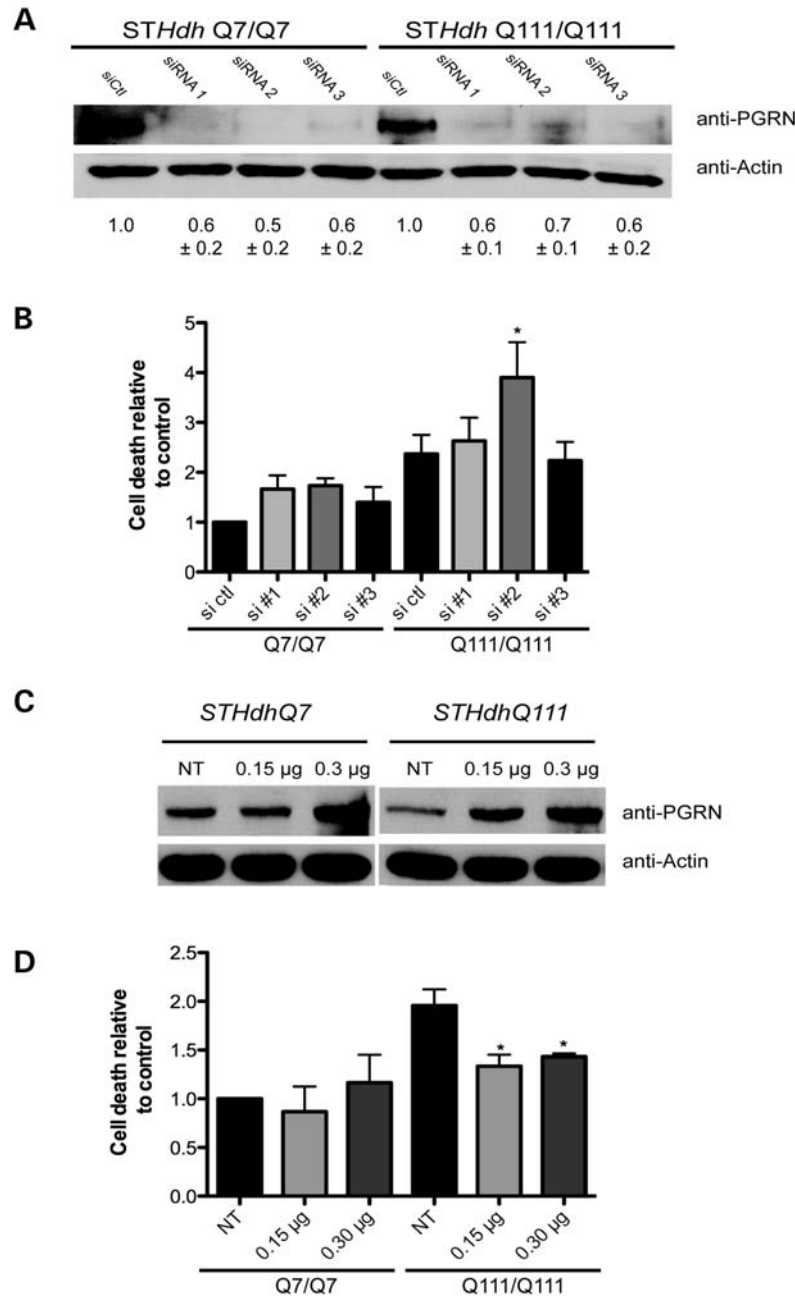 A
STHdh Q7/Q7 STHdh Q111/Q111
siCtl siRNA 1 siRNA 2 siRNA 3 siCtl siRNA 1 siRNA 2 siRNA 3
anti-PGRN
anti-Actin
1.0 0.6 0.5 0.6 1.0 0.6 0.7 0.6
± 0.2 ± 0.2 ± 0.2 ± 0.1 ± 0.1 ± 0.2
B
Cell death relative
to control
5
4
3
2
1
0
*
si ctl si #1 si #2 si #3 si ctl si #1 si #2 si #3
Q7/Q7 Q111/Q111
C
STHdhQ7 STHdhQ111
NT 0.15 µg 0.3 µg NT 0.15 µg 0.3 µg
anti-PGRN
anti-Actin
D
Cell death relative
to control
2.5
2.0
1.5
1.0
0.5
0.0
* *
NT 0.15 µg 0.30 µg NT 0.15 µg 0.30 µg
Q7/Q7 Q111/Q111